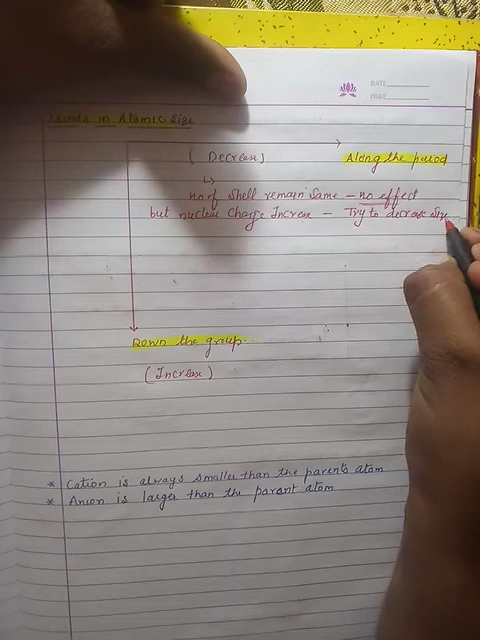 Trends in Atomic Size
DATE
PAGE
( Decrease)
Along the period
no of shell remain same - no effect
but nuclear charge Increase - Try to decrease size
Down the group
(Increase)
* Cation is always smaller than the parents atom
* Anion is larger than the parant atom